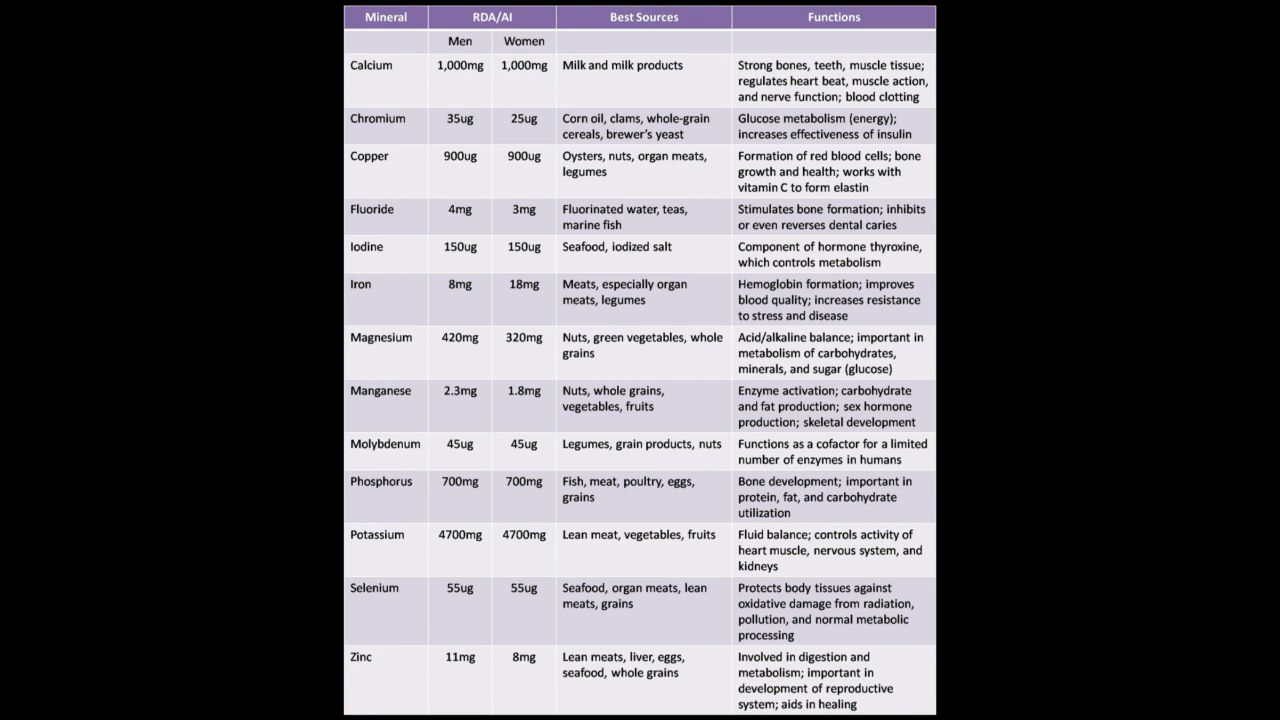 Mineral RDA/AI Best Sources Functions
Men Women
Calcium 1,000mg 1,000mg Milk and milk products Strong bones, teeth, muscle tissue;
regulates heart beat, muscle action,
and nerve function; blood clotting
Chromium 35ug 25ug Corn oil, clams, whole-grain Glucose metabolism (energy);
cereals, brewer's yeast increases effectiveness of insulin
Copper 900ug 900ug Oysters, nuts, organ meats, Formation of red blood cells; bone
legumes growth and health; works with
vitamin C to form elastin
Fluoride 4mg 3mg Fluorinated water, teas, Stimulates bone formation; inhibits
marine fish or even reverses dental caries
Iodine 150ug 150ug Seafood, iodized salt Component of hormone thyroxine,
which controls metabolism
Iron 8mg 18mg Meats, especially organ Hemoglobin formation; improves
meats, legumes blood quality; increases resistance
to stress and disease
Magnesium 420mg 320mg Nuts, green vegetables, whole Acid/alkaline balance; important in
grains metabolism of carbohydrates,
minerals, and sugar (glucose)
Manganese 2.3mg 1.8mg Nuts, whole grains, Enzyme activation; carbohydrate
vegetables, fruits and fat production; sex hormone
production; skeletal development
Molybdenum 45ug 45ug Legumes, grain products, nuts Functions as a cofactor for a limited
number of enzymes in humans
Phosphorus 700mg 700mg Fish, meat, poultry, eggs, Bone development; important in
grains protein, fat, and carbohydrate
utilization
Potassium 4700mg 4700mg Lean meat, vegetables, fruits Fluid balance; controls activity of
heart muscle, nervous system, and
kidneys
Selenium 55ug 55ug Seafood, organ meats, lean Protects body tissues against
meats, grains oxidative damage from radiation,
pollution, and normal metabolic
processing
Zinc 11mg 8mg Lean meats, liver, eggs, Involved in digestion and
seafood, whole grains metabolism; important in
development of reproductive
system; aids in healing